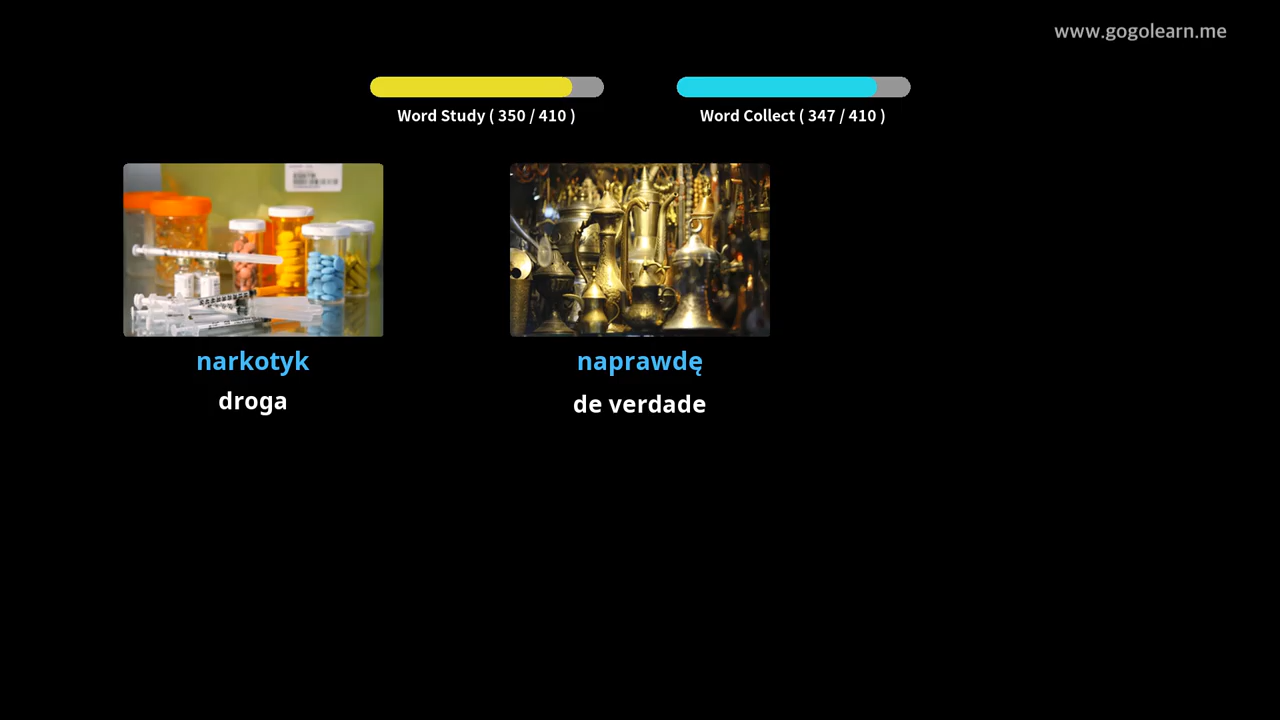 www.gogolearn.me
Word Study ( 350 / 410 )
Word Collect ( 347 / 410 )
narkotyk
droga
naprawdę
de verdade